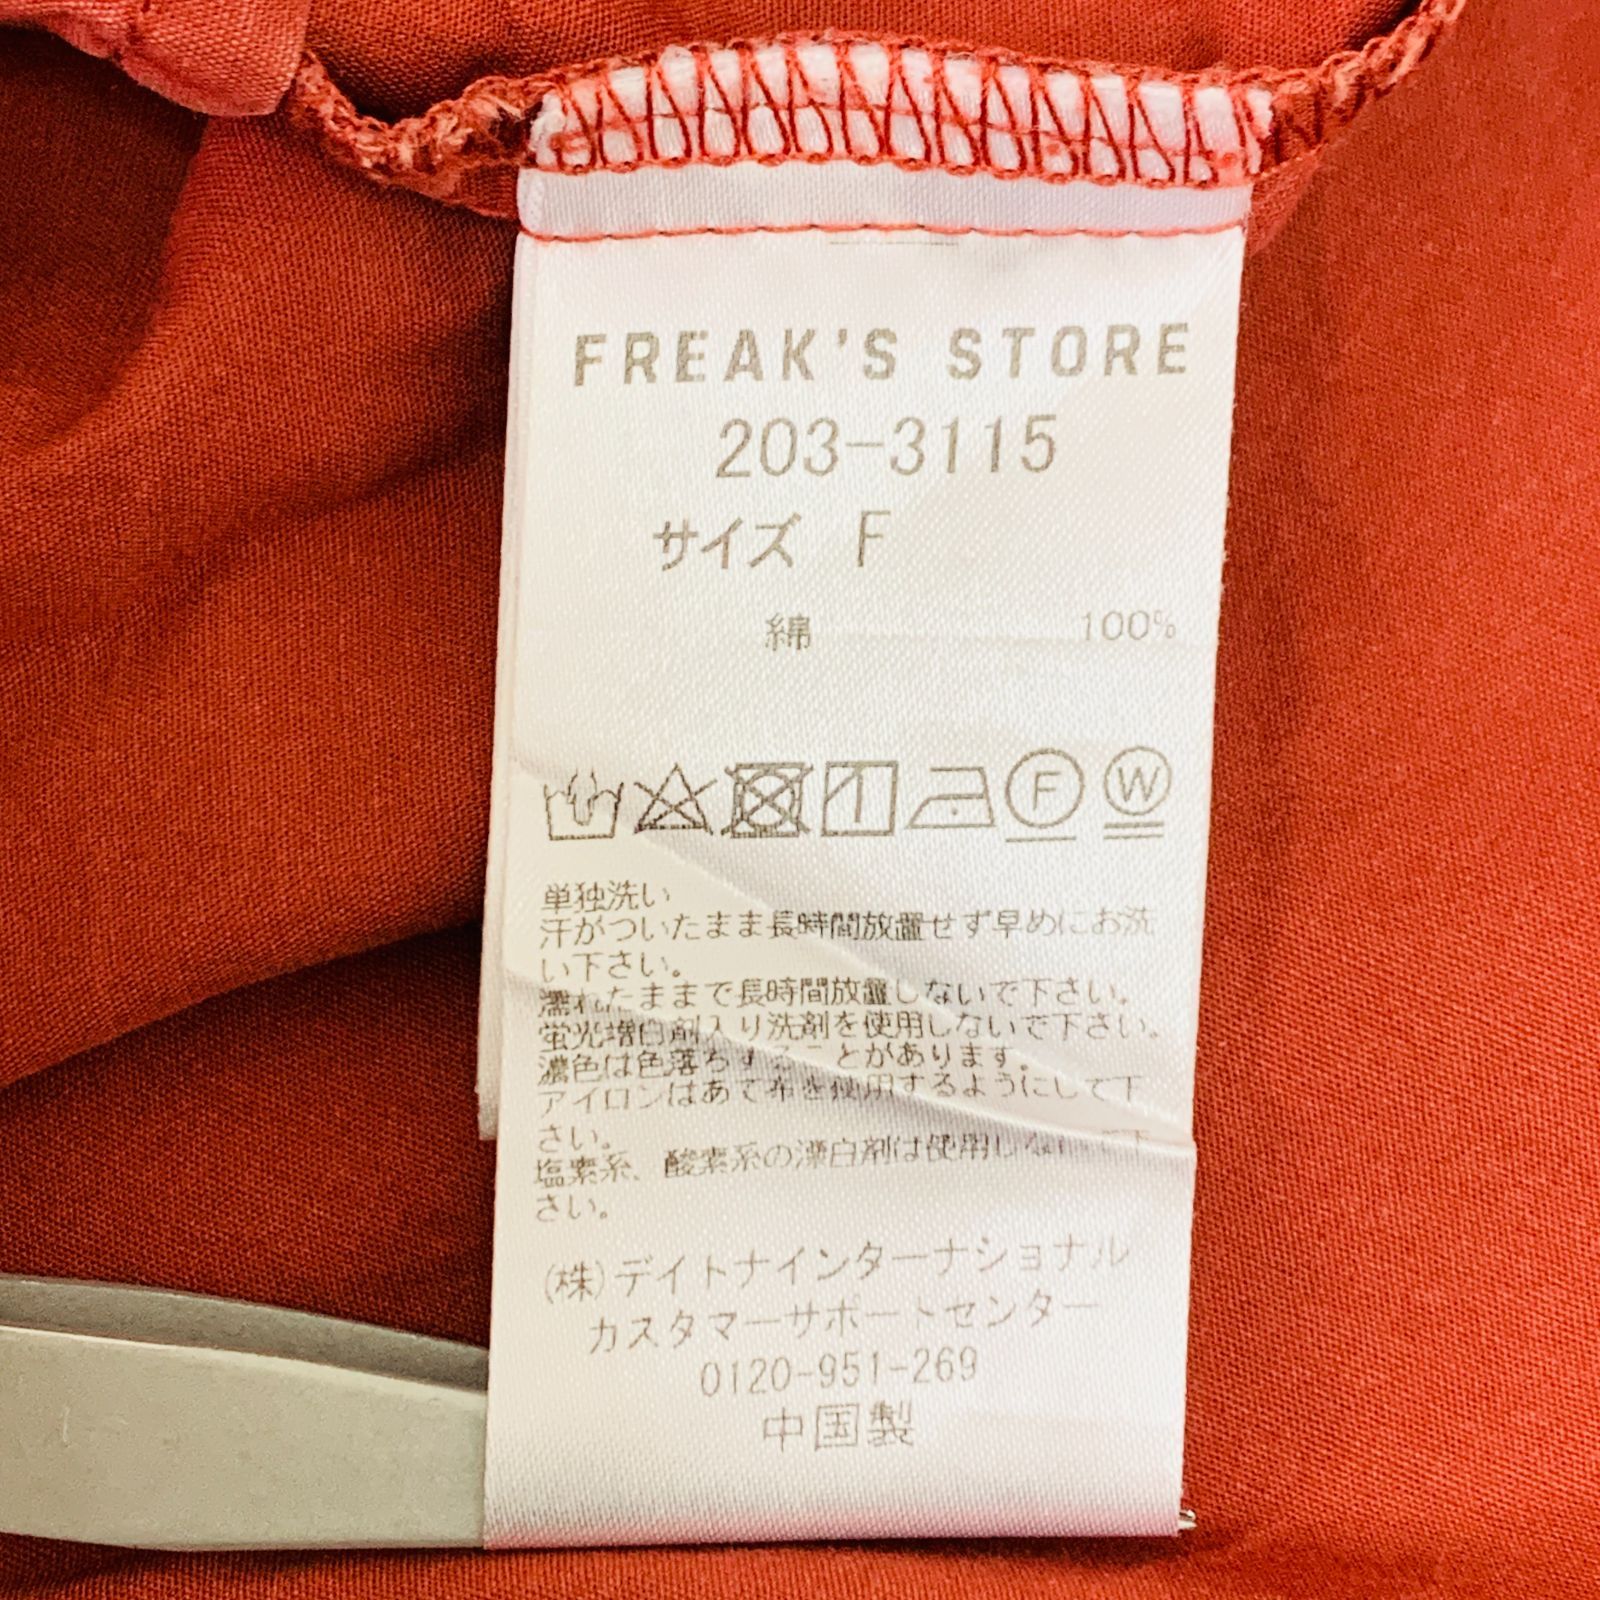 FREAK'S STORE
203-3115
サイズ F
綿 100%
F W
単独洗い
汗がついたまま長時間放置せず早めにお洗
い下さい。
濡れたままで長時間放置しないで下さい。
蛍光増白剤入り洗剤を使用しないで下さい。
濃色は色落ちすることがあります。
アイロンはあて布を使用するようにして下
さい。
塩素系、酸素系の漂白剤は使用しないで下
さい。
(株)デイトナインターナショナル
カスタマーサポートセンター
0120-951-269
中国製